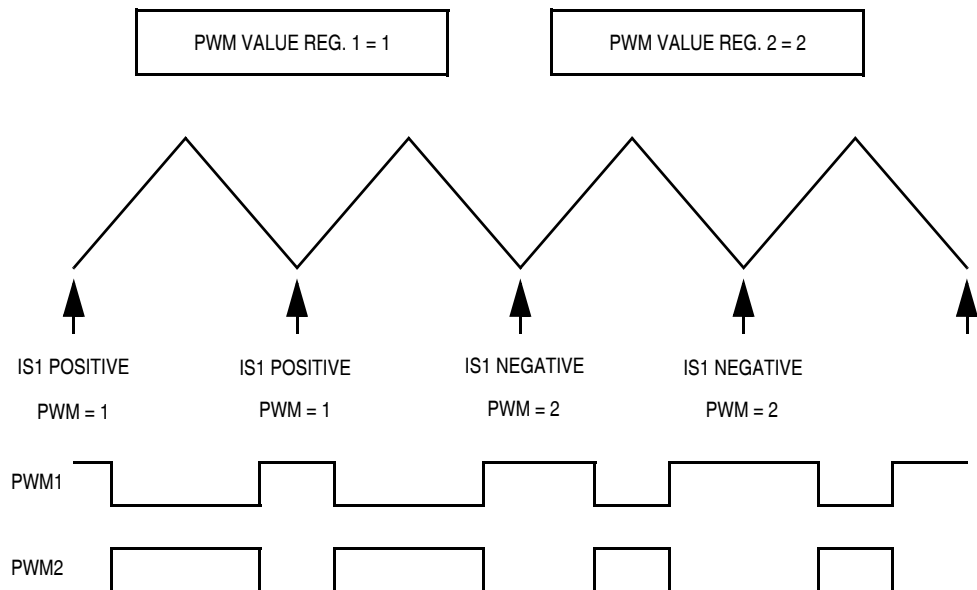 PWM VALUE REG. 1 = 1
PWM VALUE REG. 2 = 2
IS1 POSITIVE
PWM = 1
IS1 POSITIVE
PWM = 1
IS1 NEGATIVE
PWM = 2
IS1 NEGATIVE
PWM = 2
PWM1
PWM2